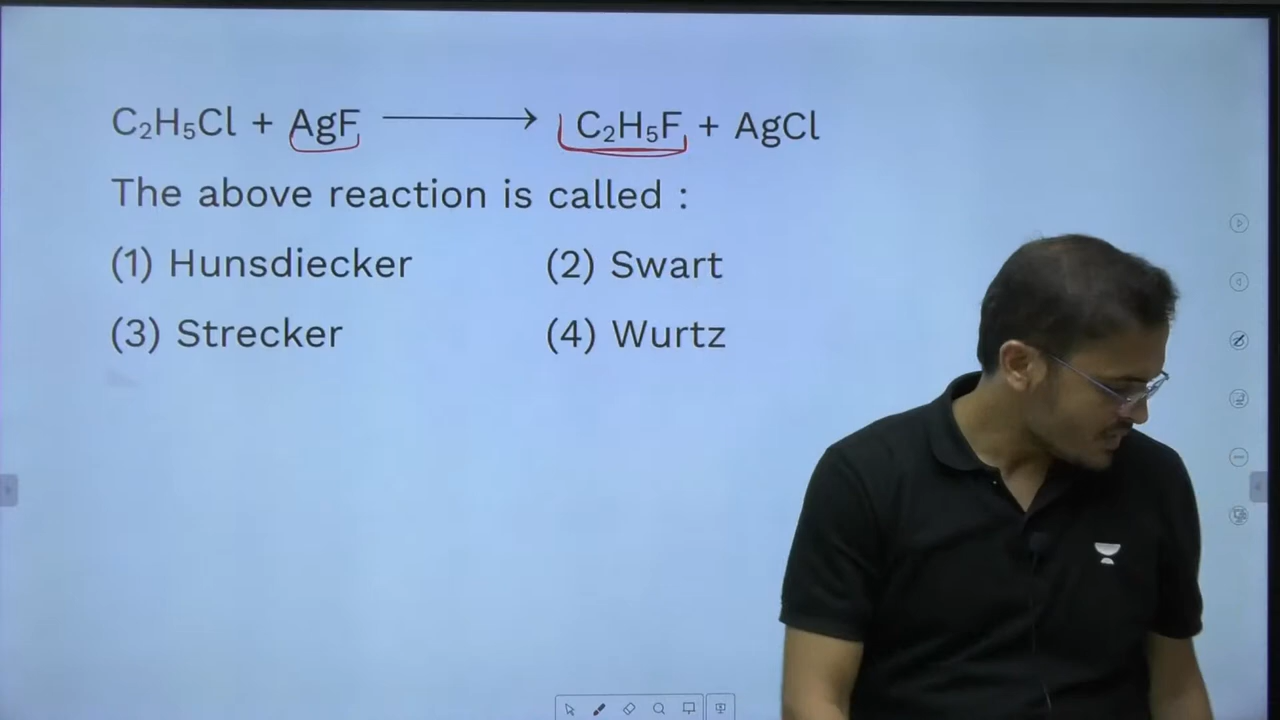 C₂H₅Cl + AgF ⟶ C₂H₅F + AgCl
The above reaction is called :
(1) Hunsdiecker (2) Swart
(3) Strecker (4) Wurtz